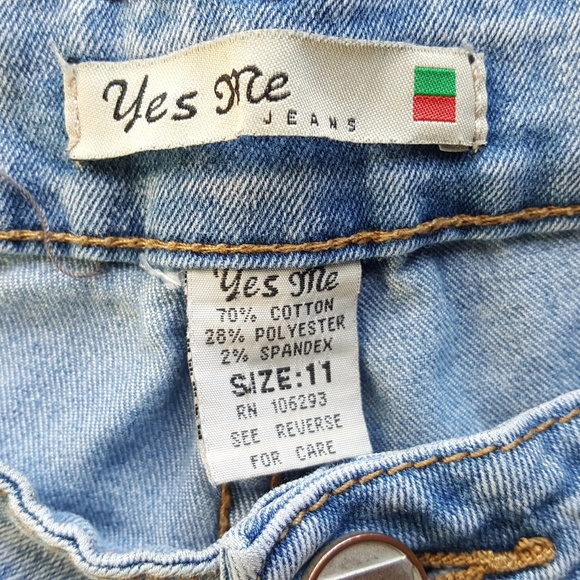 Yes Me
JEANS
Yes Me
70% COTTON
28% POLYESTER
2% SPANDEX
SIZE:11
RN 106293
SEE REVERSE
FOR CARE